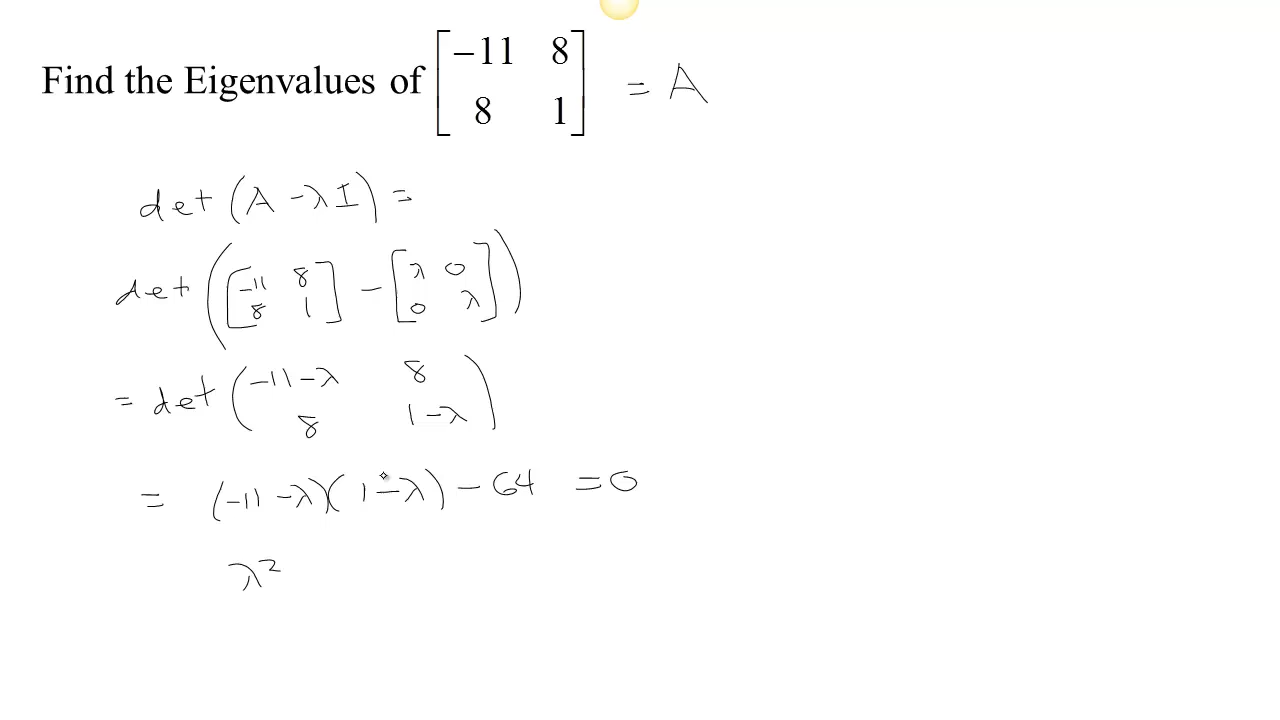 Find the Eigenvalues of [−11 8; 8 1] = A
det (A − λI) =
det ([−11 8; 8 1] − [λ 0; 0 λ])
= det (−11 − λ 8; 8 1 − λ)
= (−11 − λ)(1 − λ) − 64 = 0
λ²